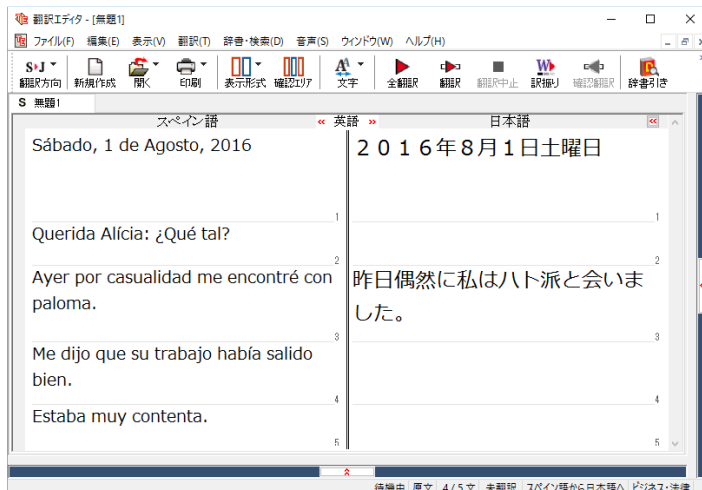 翻訳エディタ - [無題1]
ファイル(F) 編集(E) 表示(V) 翻訳(T) 辞書・検索(D) 音声(S) ウィンドウ(W) ヘルプ(H)
S▸J A W
翻訳方向 新規作成 開く 印刷 表示形式 確認エリア 文字 全翻訳 翻訳 翻訳中止 訳振り 確認翻訳 辞書引き
S 無題1
スペイン語 « 英語 » 日本語 «
Sábado, 1 de Agosto, 2016
２０１６年８月１日土曜日
1 1
Querida Alícia: ¿Qué tal?
2 2
Ayer por casualidad me encontré con
paloma.
3
昨日偶然に私はハト派と会いま
した。
3
Me dijo que su trabajo había salido
bien.
4 4
Estaba muy contenta.
5 5
待機中 原文 4 / 5 文 未翻訳 スペイン語から日本語へ ビジネス・法律